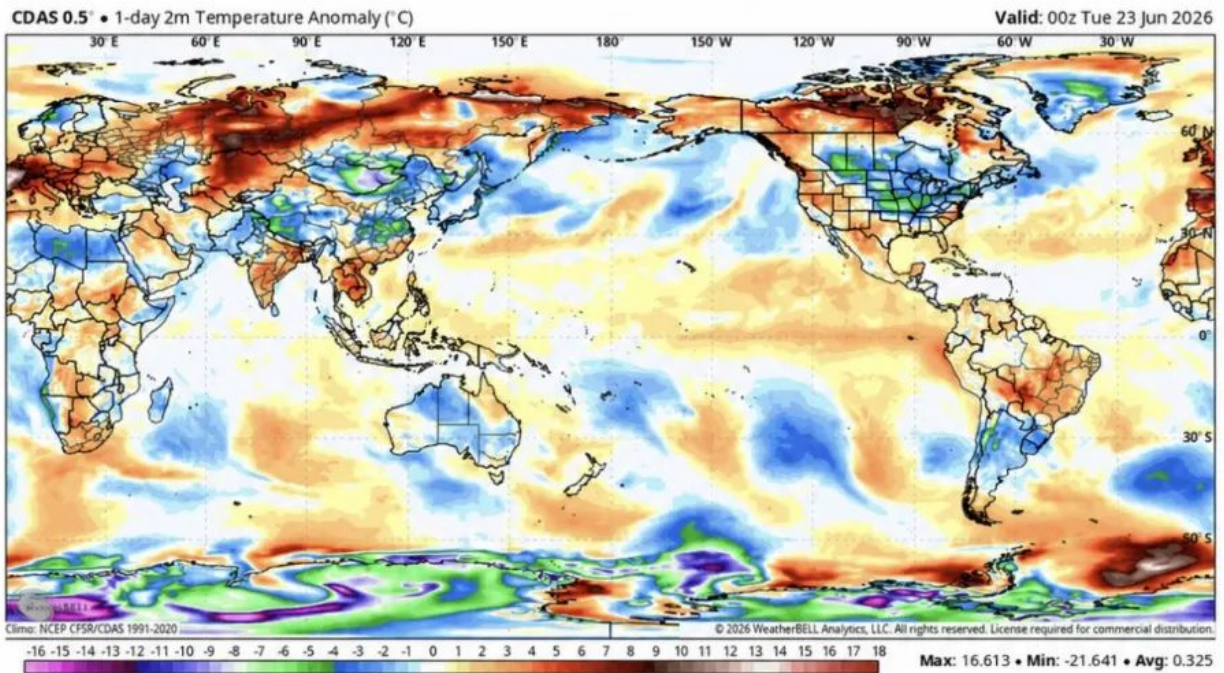 CDAS 0.5° • 1-day 2m Temperature Anomaly (°C)
Valid: 00z Tue 23 Jun 2026
30°E 60°E 90°E 120°E 150°E 180° 150°W 120°W 90°W 60°W 30°W
60°N
30°N
0°
30°S
60°S
Climo: NCEP CFSR/CDAS 1991-2020
© 2026 WeatherBELL Analytics, LLC. All rights reserved. License required for commercial distribution.
-16 -15 -14 -13 -12 -11 -10 -9 -8 -7 -6 -5 -4 -3 -2 -1 0 1 2 3 4 5 6 7 8 9 10 11 12 13 14 15 16 17 18
Max: 16.613 • Min: -21.641 • Avg: 0.325